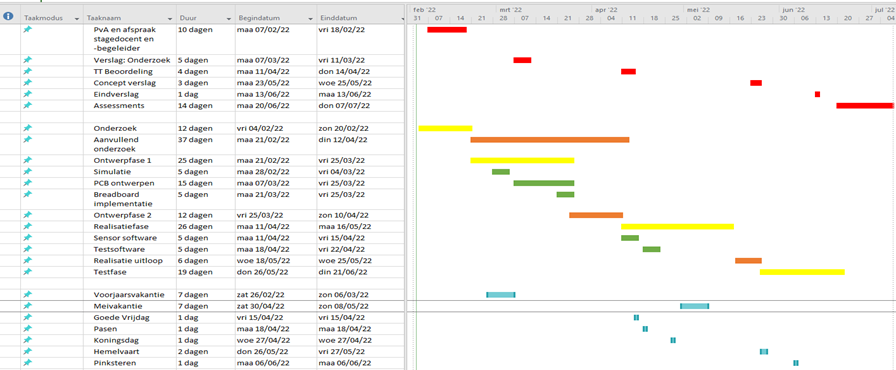 feb '22 mrt '22 apr '22 mei '22 jun '22 jul '22
Taakmodus Taaknaam Duur Begindatum Einddatum 31 07 14 21 28 07 14 21 28 04 11 18 25 02 09 16 23 30 06 13 20 27 04
PvA en afspraak 10 dagen maa 07/02/22 vri 18/02/22
stagedocent en
-begeleider
Verslag: Onderzoek 5 dagen maa 07/03/22 vri 11/03/22
TT Beoordeling 4 dagen maa 11/04/22 don 14/04/22
Concept verslag 3 dagen maa 23/05/22 woe 25/05/22
Eindverslag 1 dag maa 13/06/22 maa 13/06/22
Assessments 14 dagen maa 20/06/22 don 07/07/22
Onderzoek 12 dagen vri 04/02/22 zon 20/02/22
Aanvullend 37 dagen maa 21/02/22 din 12/04/22
onderzoek
Ontwerpfase 1 25 dagen maa 21/02/22 vri 25/03/22
Simulatie 5 dagen maa 28/02/22 vri 04/03/22
PCB ontwerpen 15 dagen maa 07/03/22 vri 25/03/22
Breadboard 5 dagen maa 21/03/22 vri 25/03/22
implementatie
Ontwerpfase 2 12 dagen vri 25/03/22 zon 10/04/22
Realisatiefase 26 dagen maa 11/04/22 maa 16/05/22
Sensor software 5 dagen maa 11/04/22 vri 15/04/22
Testsoftware 5 dagen maa 18/04/22 vri 22/04/22
Realisatie uitloop 6 dagen woe 18/05/22 woe 25/05/22
Testfase 19 dagen don 26/05/22 din 21/06/22
Voorjaarsvakantie 7 dagen zat 26/02/22 zon 06/03/22
Meivakantie 7 dagen zat 30/04/22 zon 08/05/22
Goede Vrijdag 1 dag vri 15/04/22 vri 15/04/22
Pasen 1 dag maa 18/04/22 maa 18/04/22
Koningsdag 1 dag woe 27/04/22 woe 27/04/22
Hemelvaart 2 dagen don 26/05/22 vri 27/05/22
Pinksteren 1 dag maa 06/06/22 maa 06/06/22